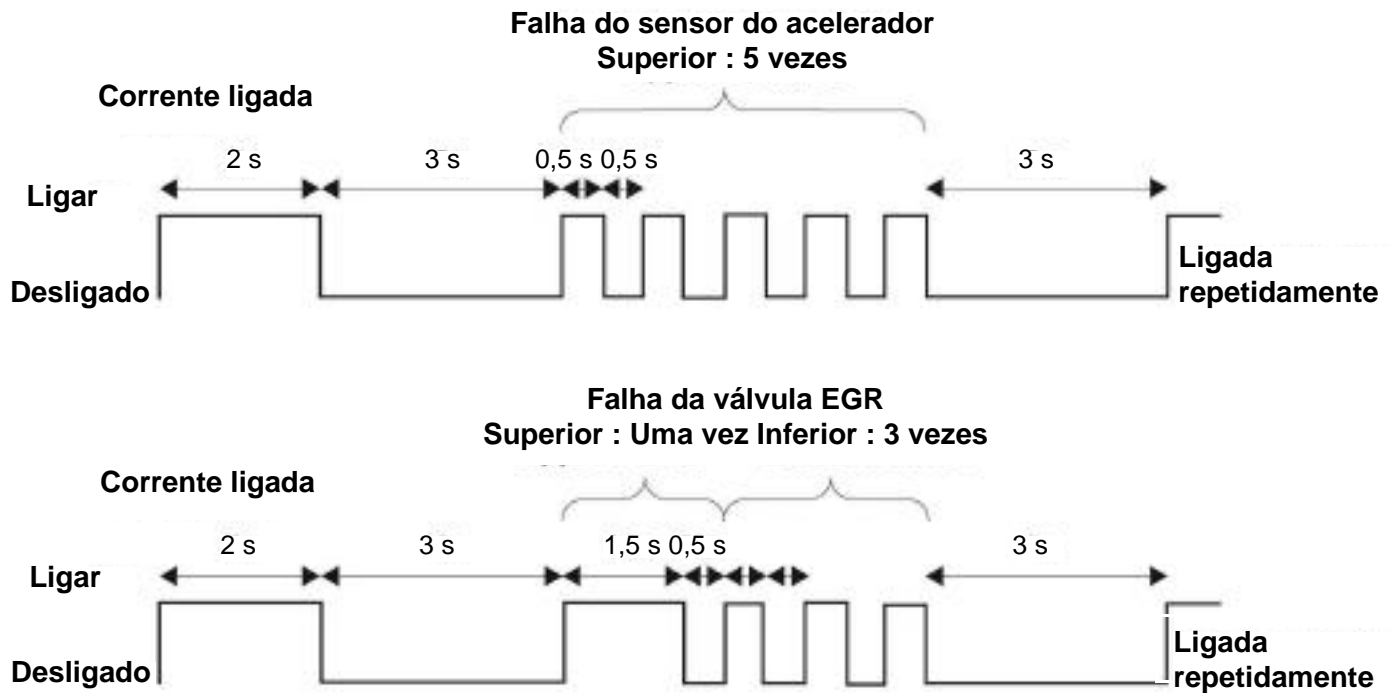 Falha do sensor do acelerador
Superior : 5 vezes
Corrente ligada
2 s
3 s
0,5 s 0,5 s
3 s
Ligar
Desligado
Ligada
repetidamente
Falha da válvula EGR
Superior : Uma vez Inferior : 3 vezes
Corrente ligada
2 s
3 s
1,5 s 0,5 s
3 s
Ligar
Desligado
Ligada
repetidamente